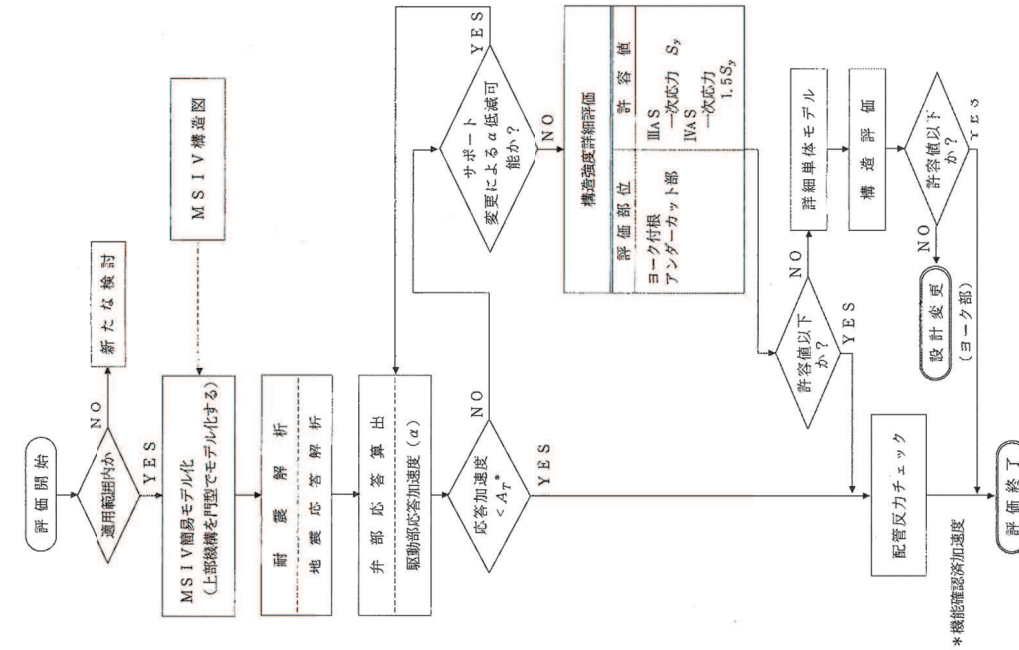 評価開始
適用範囲内か
NO
YES
新たな検討
MSIV簡易モデル化
(上部機構を門型でモデル化する)
MSIV構造図
耐震解析
地震応答解析
弁部応答算出
駆動部応答加速度(α)
応答加速度
<A_T*
NO
YES
サポート
変更によるα低減可
能か?
YES
NO
構造強度詳細評価
評価部位
許容値
ヨーク付根
アンダーカット部
ⅢAS
一次応力 Sy
ⅣAS
一次応力
1.5Sy
許容値以下
か?
NO
YES
詳細単体モデル
構造評価
許容値以下
か?
NO
YES
設計変更
(ヨーク部)
配管反力チェック
評価終了
*機能確認済加速度